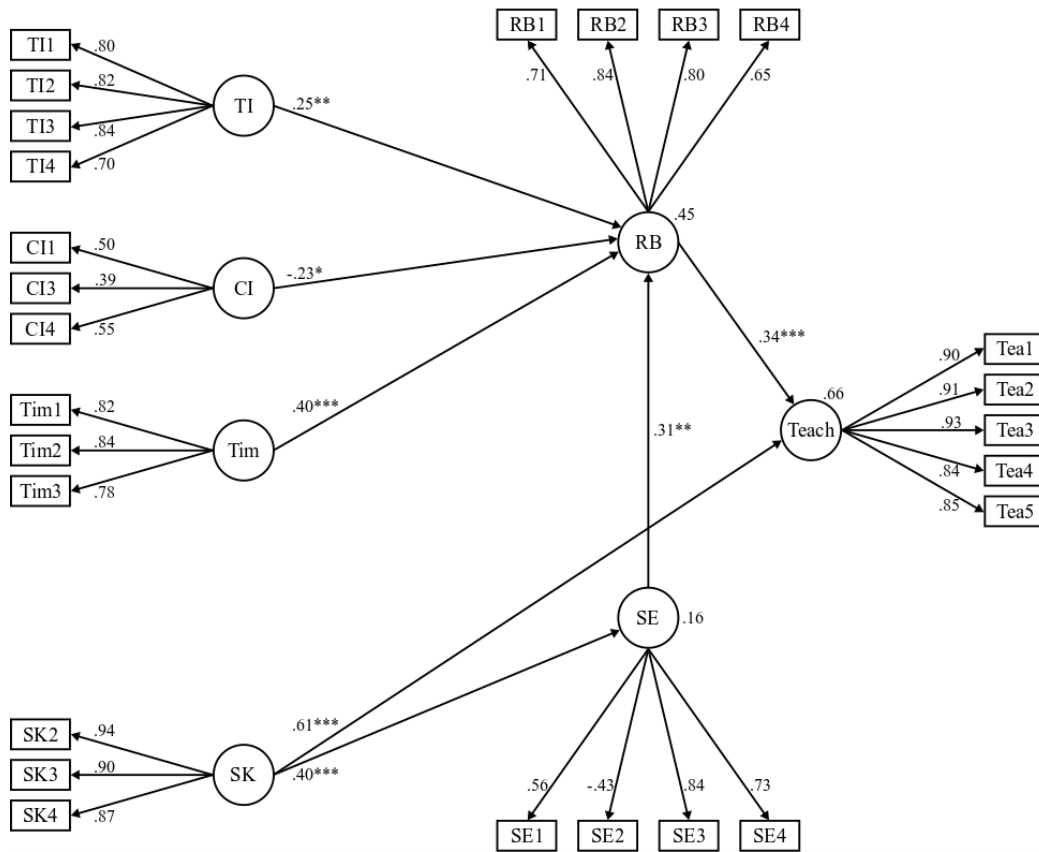 RB1 RB2 RB3 RB4
.71 .84 .80 .65
TI1 .80
TI2 .82
TI3 .84
TI4 .70
TI .25**
RB .45
CI1 .50
CI3 .39
CI4 .55
CI -.23*
Tim1 .82
Tim2 .84
Tim3 .78
Tim .40***
.34***
.31**
Teach .66
.90 Tea1
.91 Tea2
.93 Tea3
.84 Tea4
.85 Tea5
SE .16
SK2 .94
SK3 .90
SK4 .87
SK .61***
.40***
.56 -.43 .84 .73
SE1 SE2 SE3 SE4